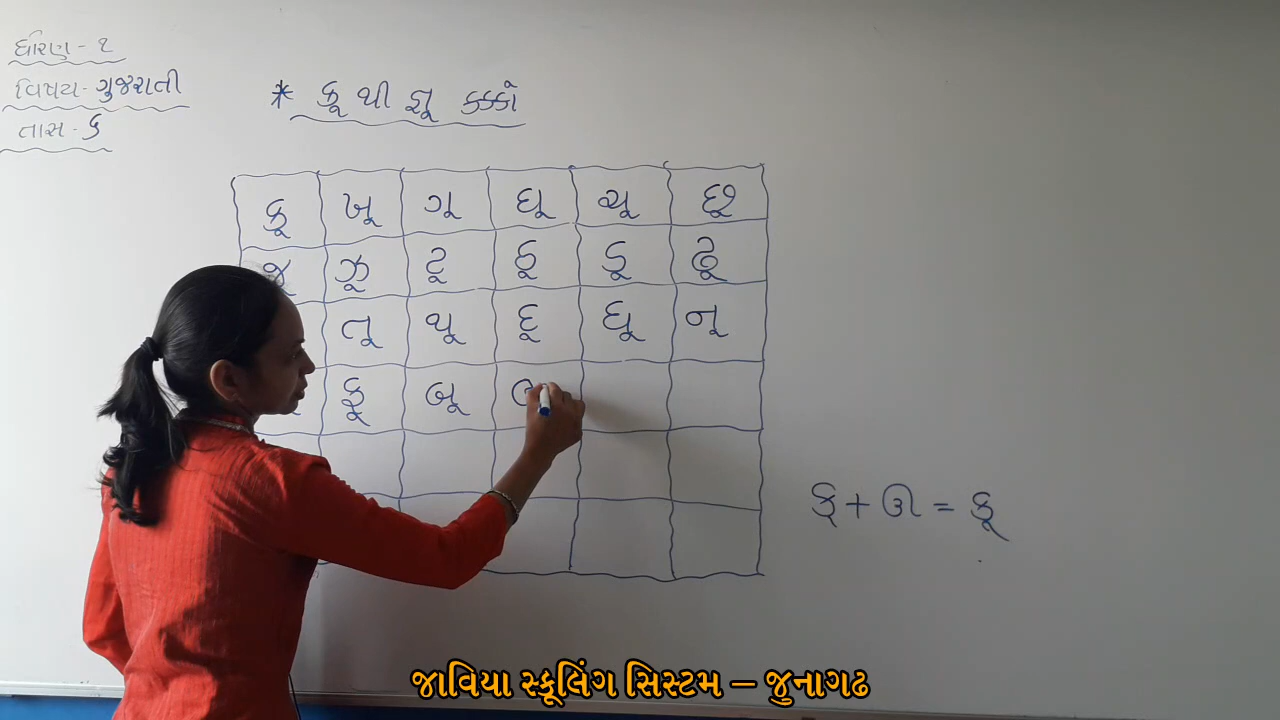 ધોરણ - ૧
વિષય - ગુજરાતી
તાસ - ૬
* કૂ થી જ્ઞૂ કક્કો
કૂ ખૂ ગૂ ઘૂ ચૂ છૂ
જૂ ઝૂ ટૂ ઠૂ ડૂ ઢૂ
તૂ થૂ દૂ ધૂ નૂ
ફૂ બૂ
ક્ + ઊ = કૂ
જાવિયા સ્કૂલિંગ સિસ્ટમ – જુનાગઢ